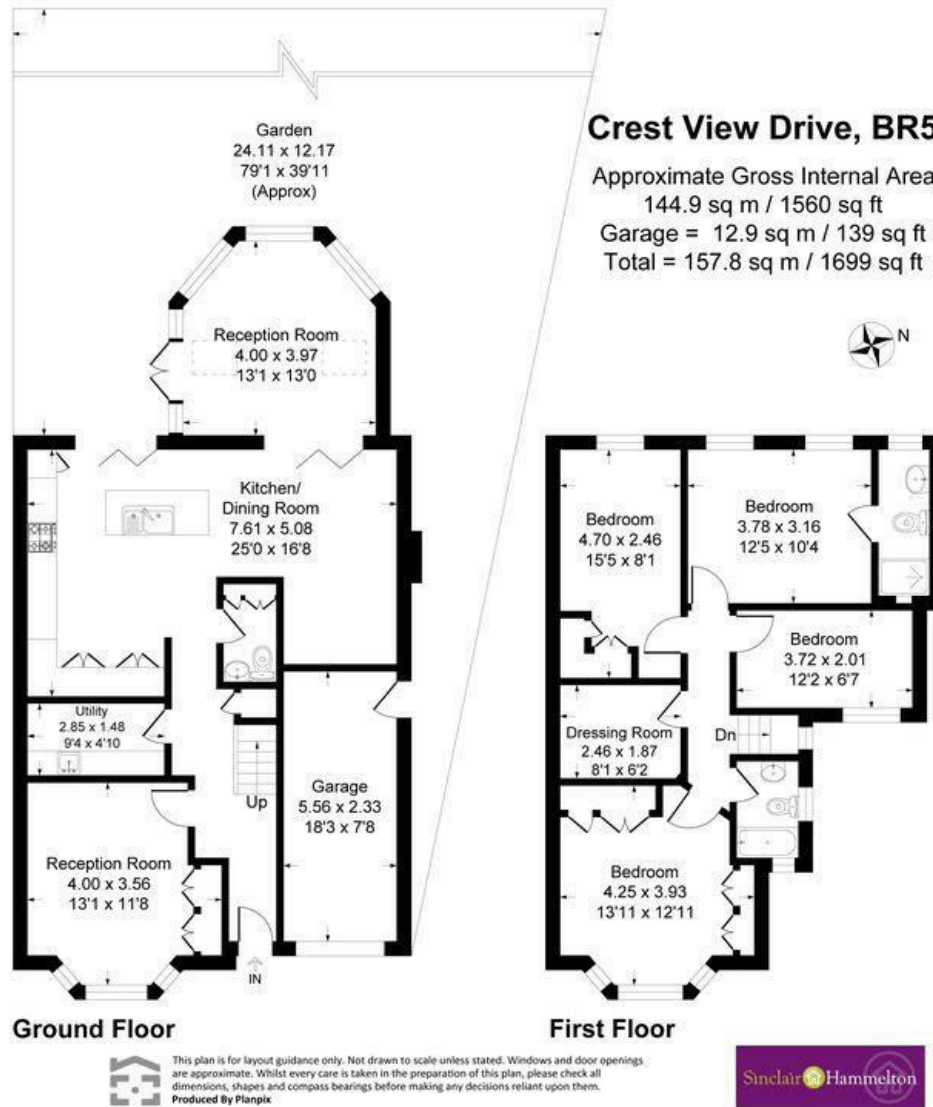 Crest View Drive, BR5
Approximate Gross Internal Area
144.9 sq m / 1560 sq ft
Garage = 12.9 sq m / 139 sq ft
Total = 157.8 sq m / 1699 sq ft
N
Garden
24.11 x 12.17
79'1 x 39'11
(Approx)
Reception Room
4.00 x 3.97
13'1 x 13'0
Kitchen/
Dining Room
7.61 x 5.08
25'0 x 16'8
Utility
2.85 x 1.48
9'4 x 4'10
Up
Garage
5.56 x 2.33
18'3 x 7'8
Reception Room
4.00 x 3.56
13'1 x 11'8
IN
Ground Floor
Bedroom
4.70 x 2.46
15'5 x 8'1
Bedroom
3.78 x 3.16
12'5 x 10'4
Bedroom
3.72 x 2.01
12'2 x 6'7
Dressing Room
2.46 x 1.87
8'1 x 6'2
Dn
Bedroom
4.25 x 3.93
13'11 x 12'11
First Floor
This plan is for layout guidance only. Not drawn to scale unless stated. Windows and door openings
are approximate. Whilst every care is taken in the preparation of this plan, please check all
dimensions, shapes and compass bearings before making any decisions reliant upon them.
Produced By Planpix
Sinclair Hammelton